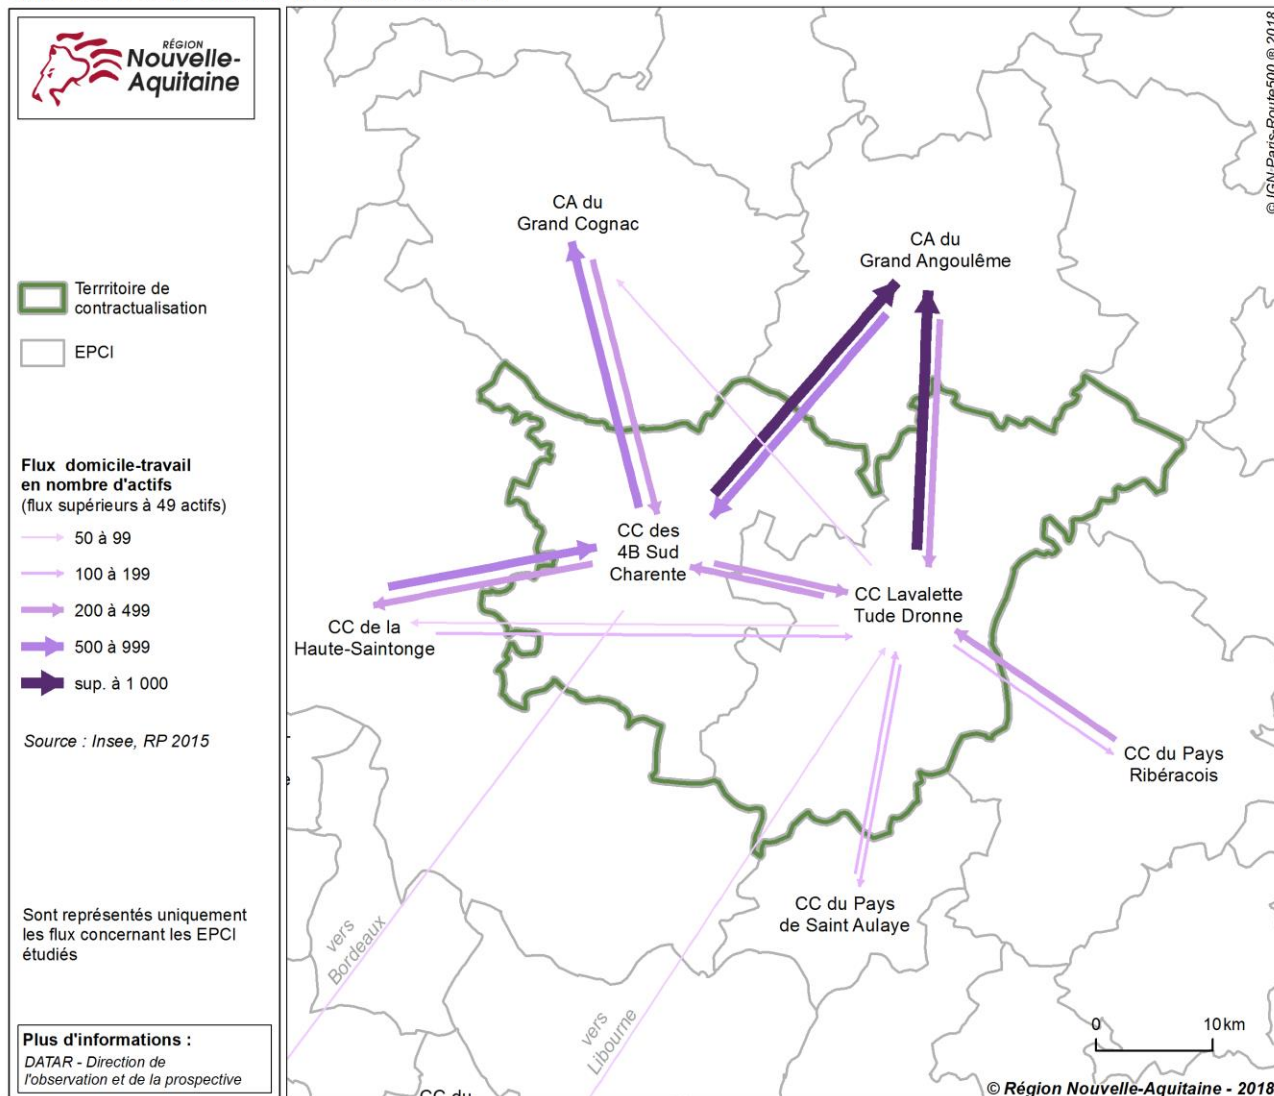 RÉGION
Nouvelle-
Aquitaine
Terrritoire de
contractualisation
EPCI
Flux domicile-travail
en nombre d'actifs
(flux supérieurs à 49 actifs)
50 à 99
100 à 199
200 à 499
500 à 999
sup. à 1 000
Source : Insee, RP 2015
Sont représentés uniquement
les flux concernant les EPCI
étudiés
Plus d'informations :
DATAR - Direction de
l'observation et de la prospective
© IGN-Paris-Route500 ® 2018
CA du
Grand Cognac
CA du
Grand Angoulême
CC des
4B Sud
Charente
CC Lavalette
Tude Dronne
CC de la
Haute-Saintonge
CC du Pays
Ribéracois
CC du Pays
de Saint Aulaye
vers
Bordeaux
vers
Libourne
0 10 km
CC du
© Région Nouvelle-Aquitaine - 2018